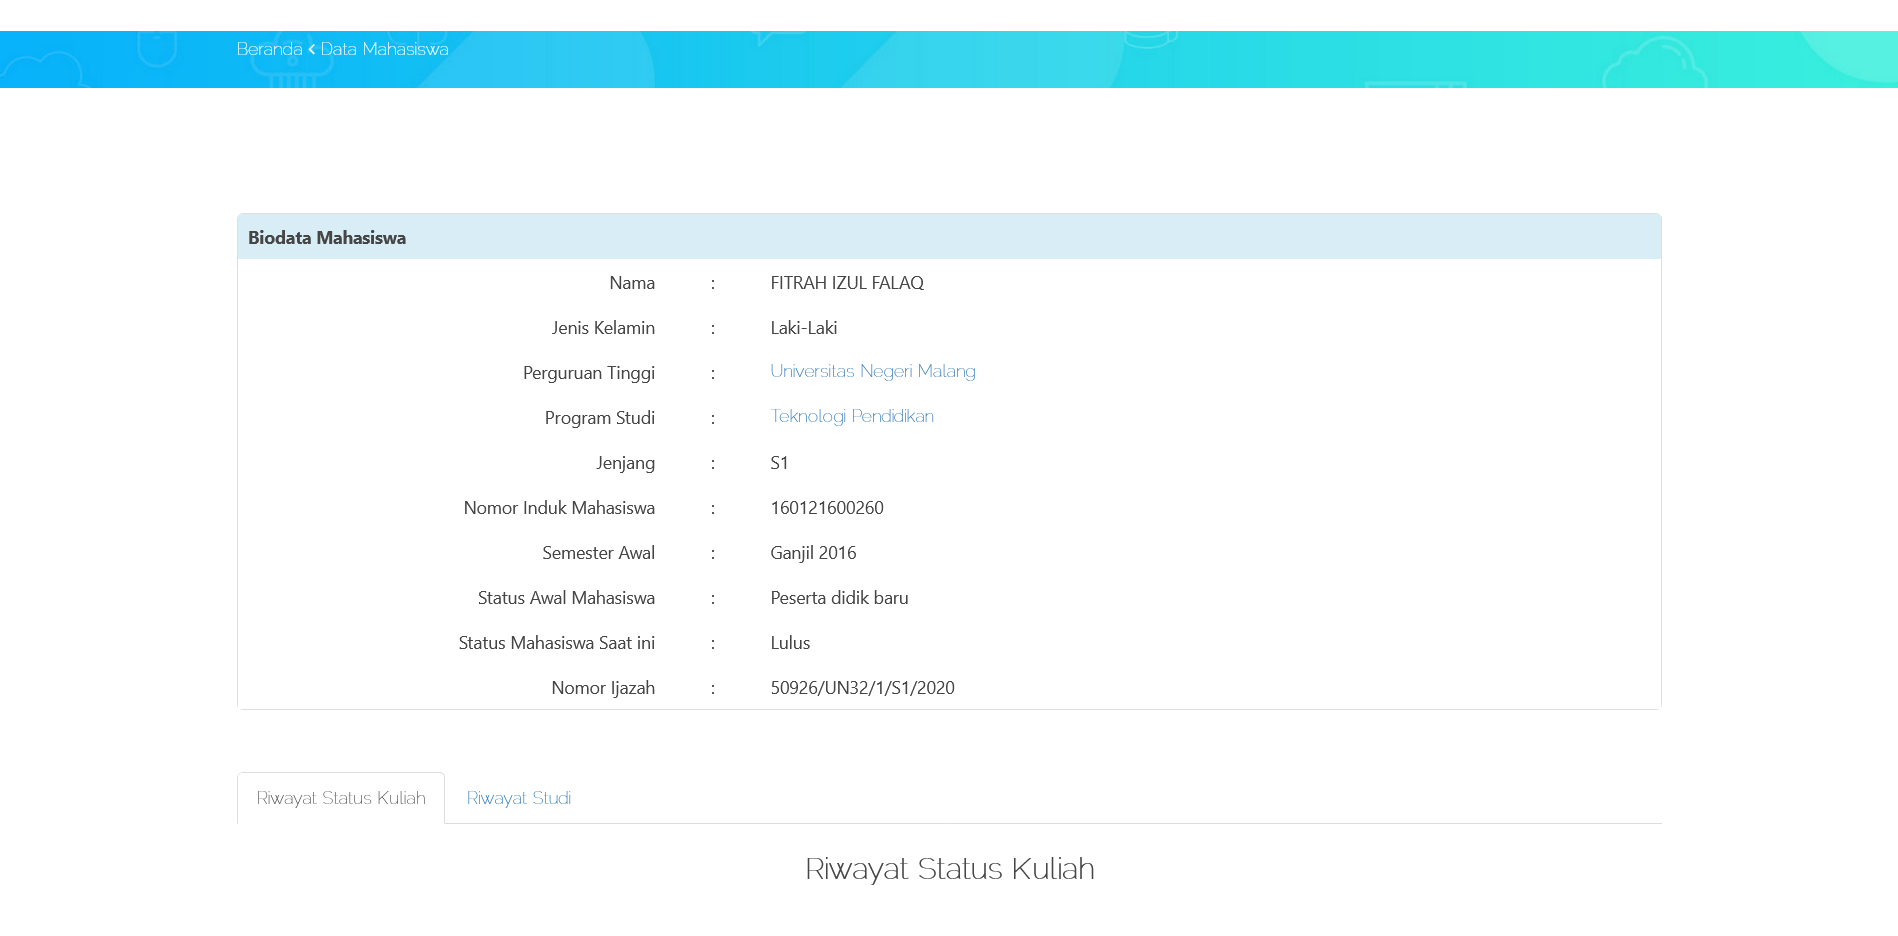 Beranda < Data Mahasiswa
Biodata Mahasiswa
Nama : FITRAH IZUL FALAQ
Jenis Kelamin : Laki-Laki
Perguruan Tinggi : Universitas Negeri Malang
Program Studi : Teknologi Pendidikan
Jenjang : S1
Nomor Induk Mahasiswa : 160121600260
Semester Awal : Ganjil 2016
Status Awal Mahasiswa : Peserta didik baru
Status Mahasiswa Saat ini : Lulus
Nomor Ijazah : 50926/UN32/1/S1/2020
Riwayat Status Kuliah Riwayat Studi
Riwayat Status Kuliah